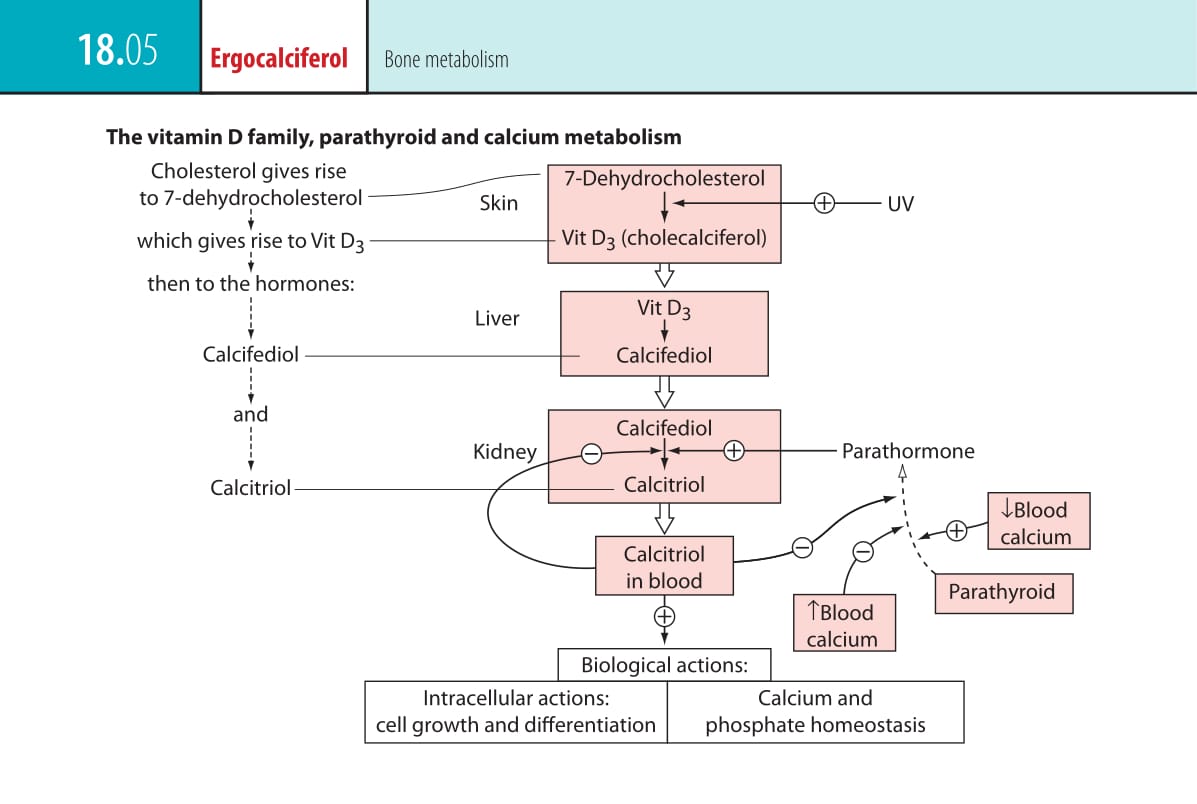 18.05
Ergocalciferol
Bone metabolism
The vitamin D family, parathyroid and calcium metabolism
Cholesterol gives rise
to 7-dehydrocholesterol
which gives rise to Vit D3
then to the hormones:
Calcifediol
and
Calcitriol
Skin
7-Dehydrocholesterol
+
UV
Vit D3 (cholecalciferol)
Liver
Vit D3
Calcifediol
Kidney
Calcifediol
−
+
Parathormone
Calcitriol
Calcitriol
in blood
−
−
+
↓Blood
calcium
Parathyroid
↑Blood
calcium
+
Biological actions:
Intracellular actions:
cell growth and differentiation
Calcium and
phosphate homeostasis